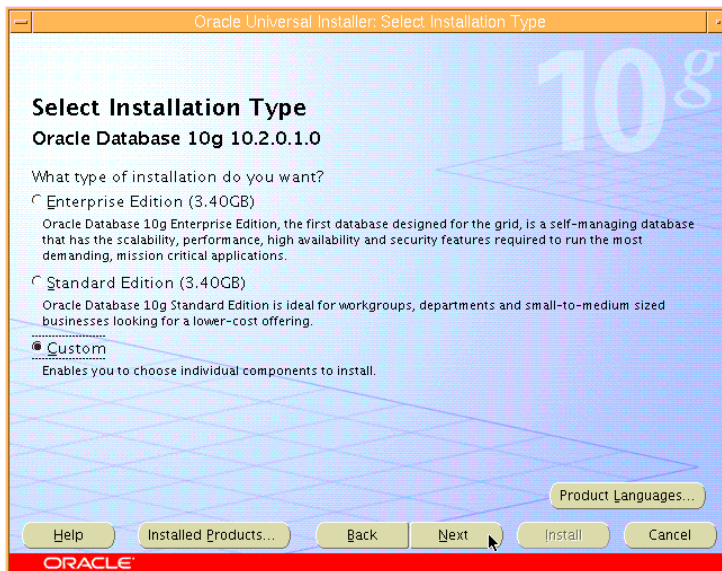 Oracle Universal Installer: Select Installation Type
10g
Select Installation Type
Oracle Database 10g 10.2.0.1.0
What type of installation do you want?
Enterprise Edition (3.40GB)
Oracle Database 10g Enterprise Edition, the first database designed for the grid, is a self-managing database
that has the scalability, performance, high availability and security features required to run the most
demanding, mission critical applications.
Standard Edition (3.40GB)
Oracle Database 10g Standard Edition is ideal for workgroups, departments and small-to-medium sized
businesses looking for a lower-cost offering.
Custom
Enables you to choose individual components to install.
Product Languages...
Help
Installed Products...
Back
Next
Install
Cancel
ORACLE